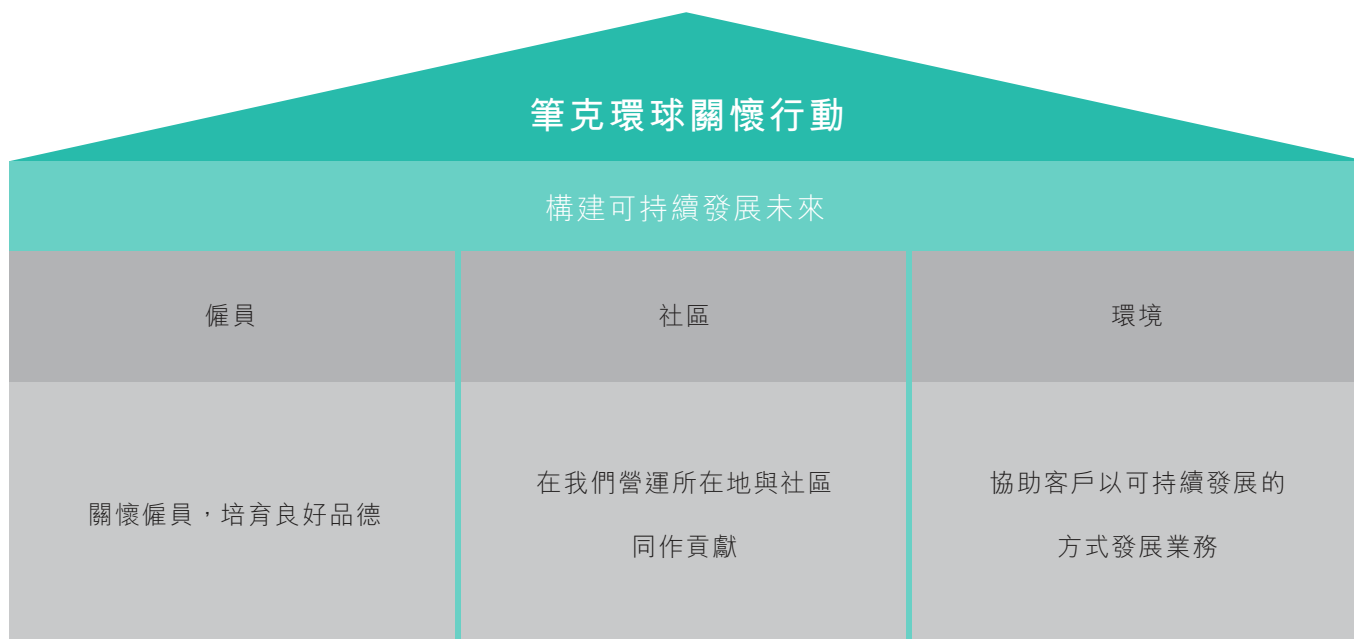 筆克環球關懷行動
構建可持續發展未來
僱員
社區
環境
關懷僱員，培育良好品德
在我們營運所在地與社區
同作貢獻
協助客戶以可持續發展的
方式發展業務